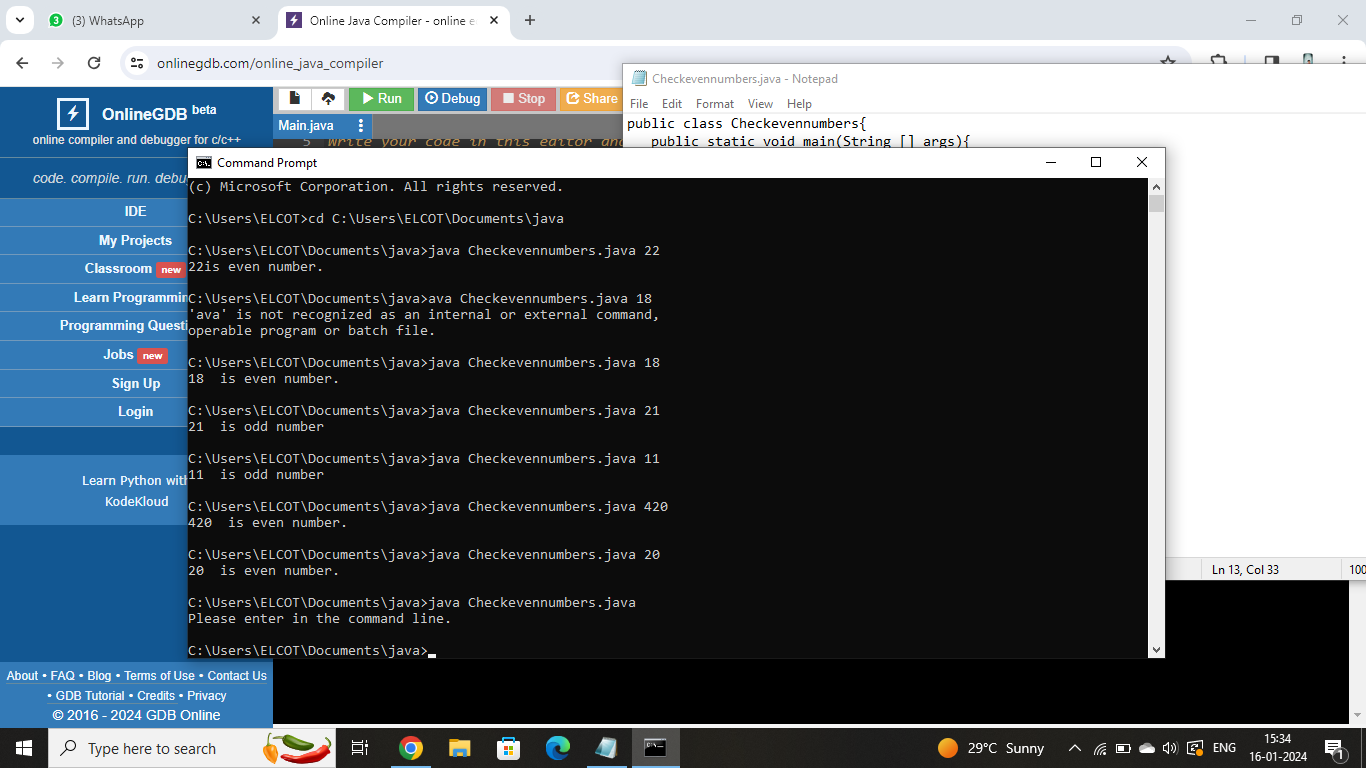 3
(3) WhatsApp
Online Java Compiler - online e
onlinegdb.com/online_java_compiler
OnlineGDB beta
online compiler and debugger for c/c++
code. compile. run. debu
IDE
My Projects
Classroom new
Learn Programmin
Programming Questi
Jobs new
Sign Up
Login
Learn Python with
KodeKloud
About • FAQ • Blog • Terms of Use • Contact Us
• GDB Tutorial • Credits • Privacy
© 2016 - 2024 GDB Online
Run Debug Stop Share
Main.java
5 Write your code in this editor and
Checkevennumbers.java - Notepad
File Edit Format View Help
public class Checkevennumbers{
public static void main(String [] args){
Ln 13, Col 33
100
Command Prompt
(c) Microsoft Corporation. All rights reserved.
C:\Users\ELCOT>cd C:\Users\ELCOT\Documents\java
C:\Users\ELCOT\Documents\java>java Checkevennumbers.java 22
22is even number.
C:\Users\ELCOT\Documents\java>ava Checkevennumbers.java 18
'ava' is not recognized as an internal or external command,
operable program or batch file.
C:\Users\ELCOT\Documents\java>java Checkevennumbers.java 18
18  is even number.
C:\Users\ELCOT\Documents\java>java Checkevennumbers.java 21
21  is odd number
C:\Users\ELCOT\Documents\java>java Checkevennumbers.java 11
11  is odd number
C:\Users\ELCOT\Documents\java>java Checkevennumbers.java 420
420  is even number.
C:\Users\ELCOT\Documents\java>java Checkevennumbers.java 20
20  is even number.
C:\Users\ELCOT\Documents\java>java Checkevennumbers.java
Please enter in the command line.
C:\Users\ELCOT\Documents\java>
Type here to search
29°C Sunny
ENG
15:34
16-01-2024
1